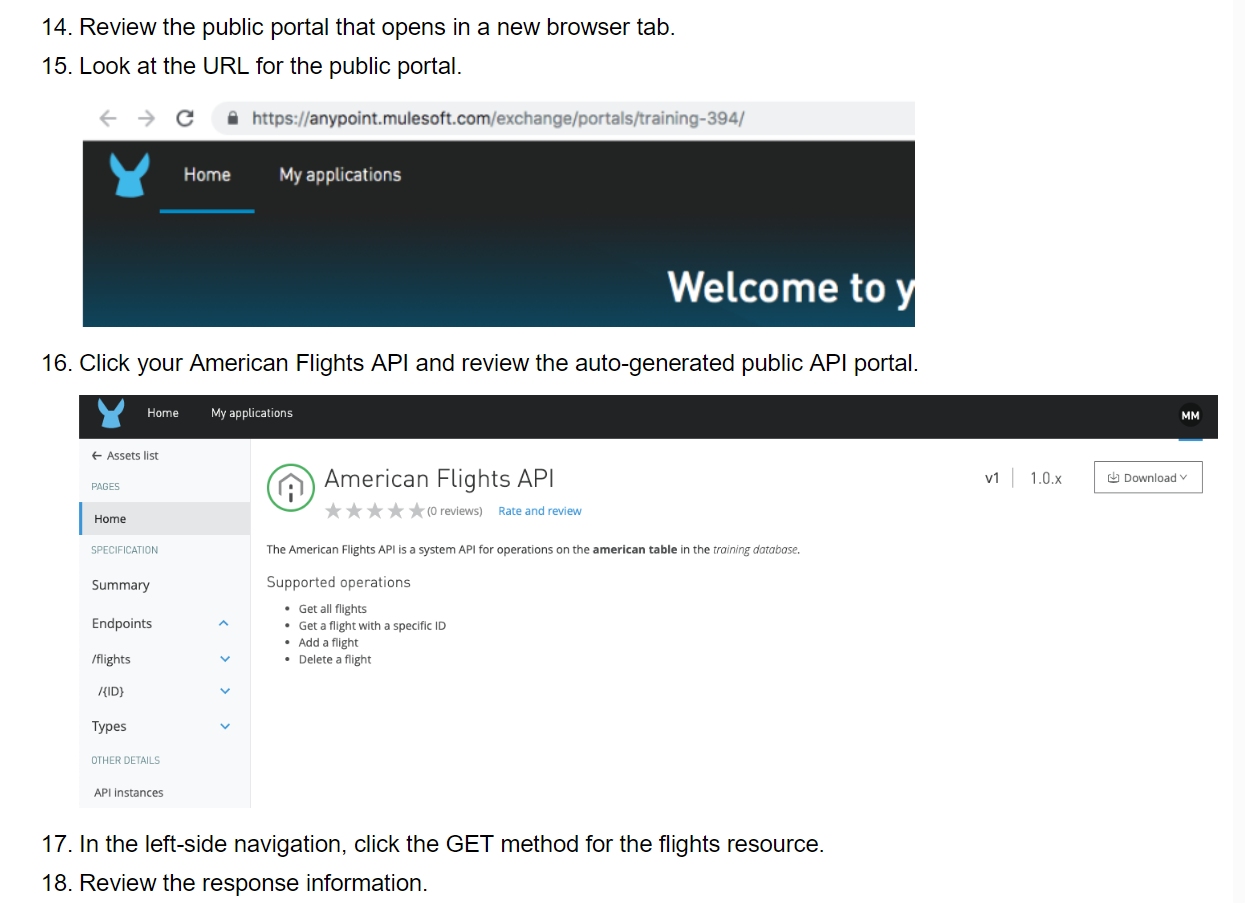 14. Review the public portal that opens in a new browser tab.
15. Look at the URL for the public portal.
https://anypoint.mulesoft.com/exchange/portals/training-394/
Home My applications
Welcome to y
16. Click your American Flights API and review the auto-generated public API portal.
Home My applications MM
← Assets list
PAGES
Home
SPECIFICATION
Summary
Endpoints
/flights
/{ID}
Types
OTHER DETAILS
API instances
American Flights API
(0 reviews) Rate and review
v1 1.0.x Download
The American Flights API is a system API for operations on the american table in the training database.
Supported operations
• Get all flights
• Get a flight with a specific ID
• Add a flight
• Delete a flight
17. In the left-side navigation, click the GET method for the flights resource.
18. Review the response information.